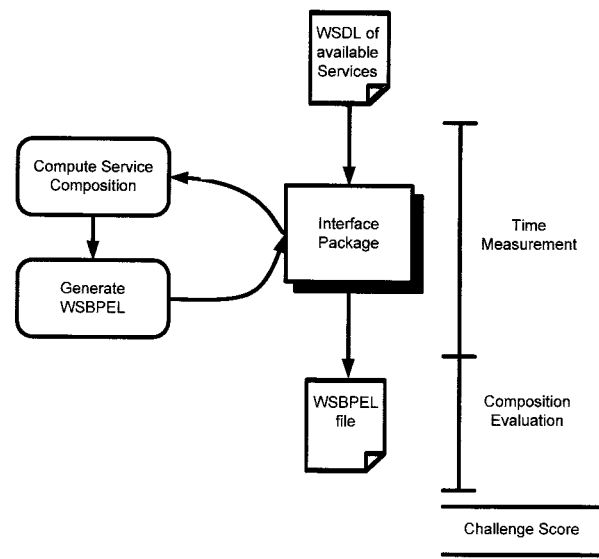 WSDL of
available
Services
Compute Service
Composition
Interface
Package
Time
Measurement
Generate
WSBPEL
WSBPEL
file
Composition
Evaluation
Challenge Score